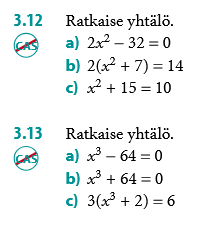 3.12 Ratkaise yhtälö.
CAS a) 2x² − 32 = 0
b) 2(x² + 7) = 14
c) x² + 15 = 10
3.13 Ratkaise yhtälö.
CAS a) x³ − 64 = 0
b) x³ + 64 = 0
c) 3(x³ + 2) = 6